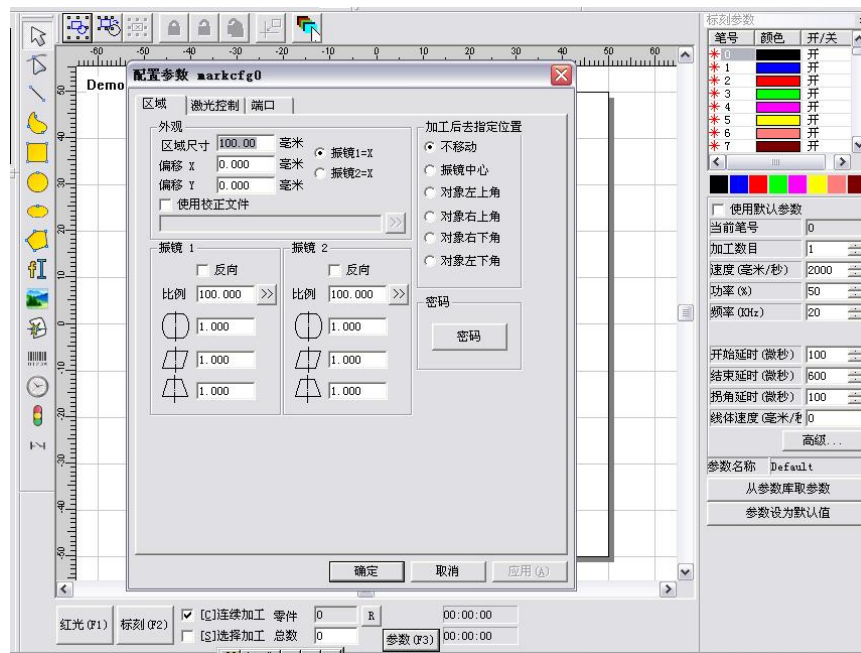 标刻参数
笔号 颜色 开/关
0 开
1 开
2 开
3 开
4 开
5 开
6 开
7 开
-60 -50 -40 -30 -20 -10 0 10 20 30 40 50 60
Demo
配置参数 markcfg0
区域 激光控制 端口
外观
区域尺寸 100.00 毫米
偏移 X 0.000 毫米
偏移 Y 0.000 毫米
振镜1=X
振镜2=X
使用校正文件
>>
加工后去指定位置
不移动
振镜中心
对象左上角
对象右上角
对象右下角
对象左下角
振镜 1
反向
比例 100.000 >>
1.000
1.000
1.000
振镜 2
反向
比例 100.000 >>
1.000
1.000
1.000
密码
密码
确定 取消 应用(A)
使用默认参数
当前笔号 0
加工数目 1
速度(毫米/秒) 2000
功率(%) 50
频率(KHz) 20
开始延时(微秒) 100
结束延时(微秒) 600
拐角延时(微秒) 100
线体速度(毫米/ 0
高级...
参数名称 Default
从参数库取参数
参数设为默认值
红光(F1) 标刻(F2)
[C]连续加工 零件 0 R 00:00:00
[S]选择加工 总数 0 参数(F3) 00:00:00